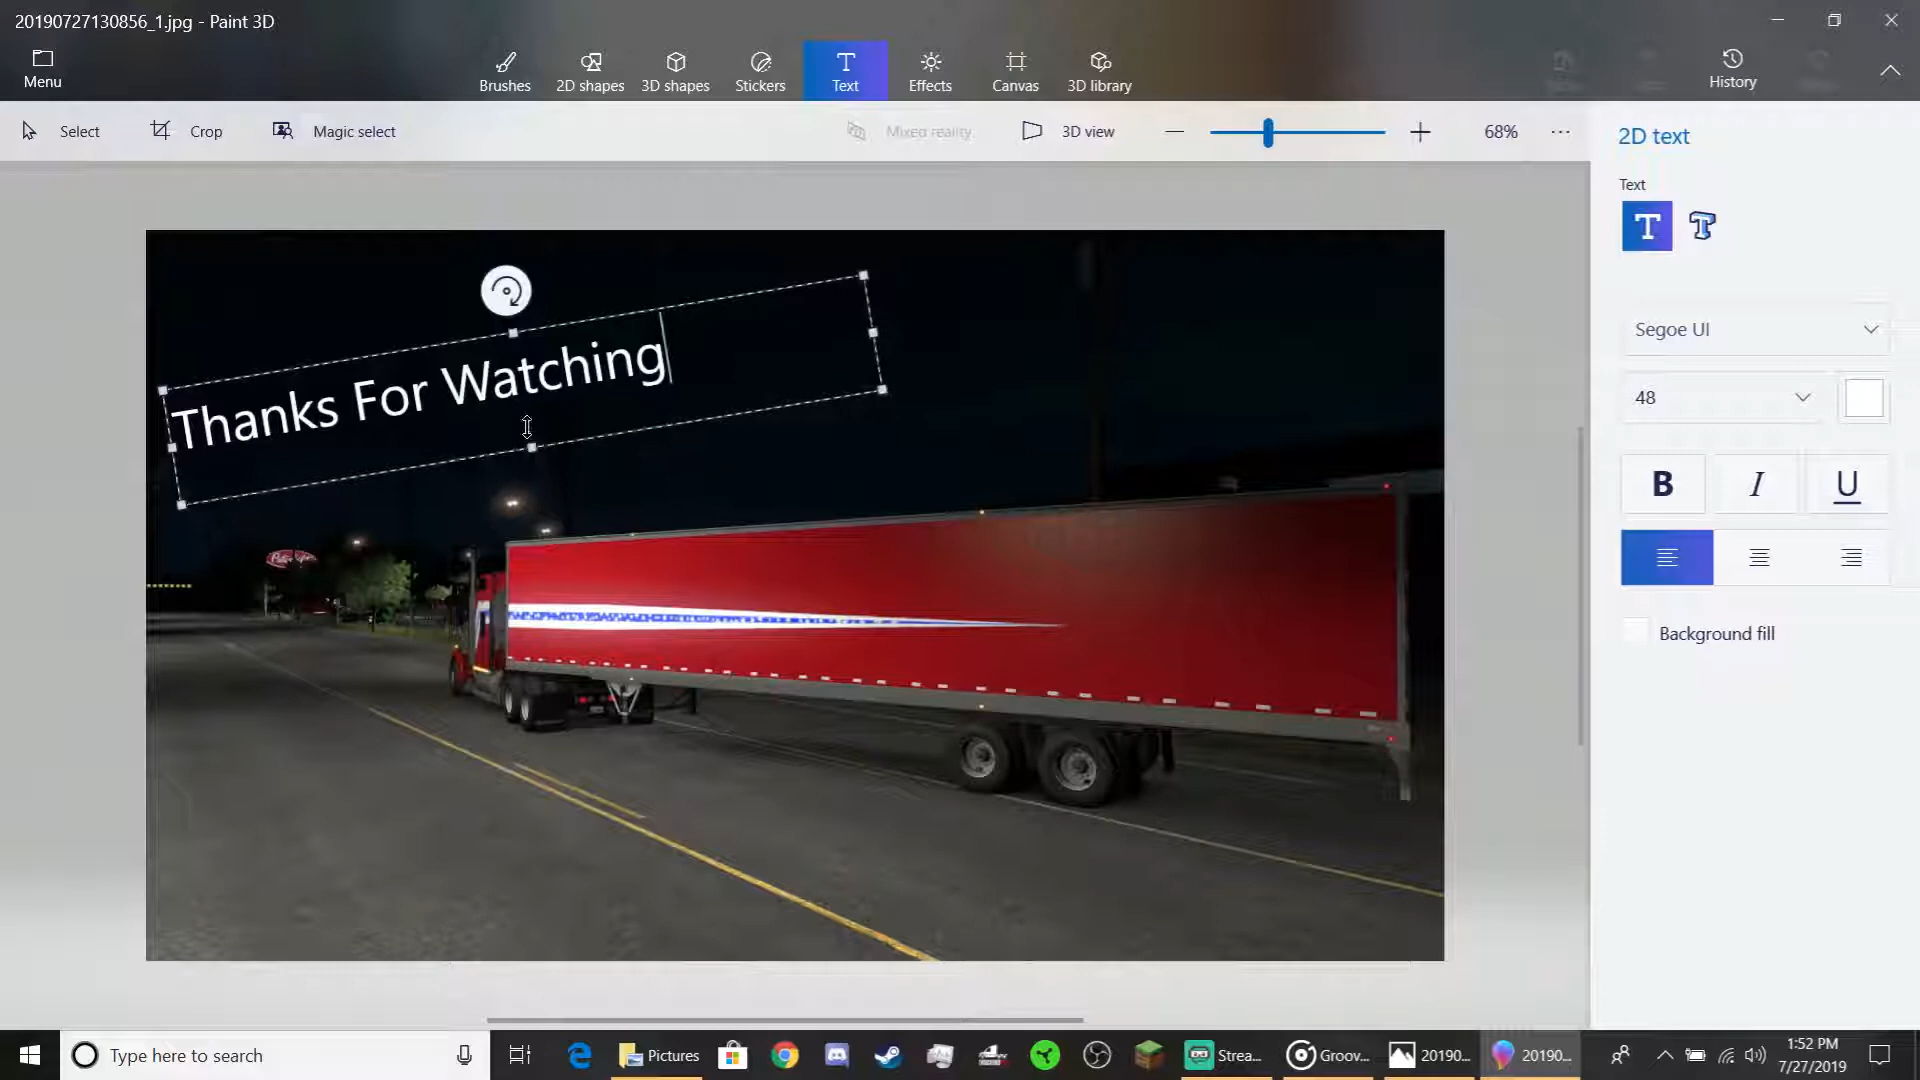 20190727130856_1.jpg - Paint 3D
Menu
Brushes
2D shapes
3D shapes
Stickers
Text
Effects
Canvas
3D library
History
Select
Crop
Magic select
Mixed reality
3D view
68%
2D text
Text
Segoe UI
48
B
I
U
Background fill
Thanks For Watching
Type here to search
Pictures
Strea...
Groov...
20190...
20190...
1:52 PM
7/27/2019